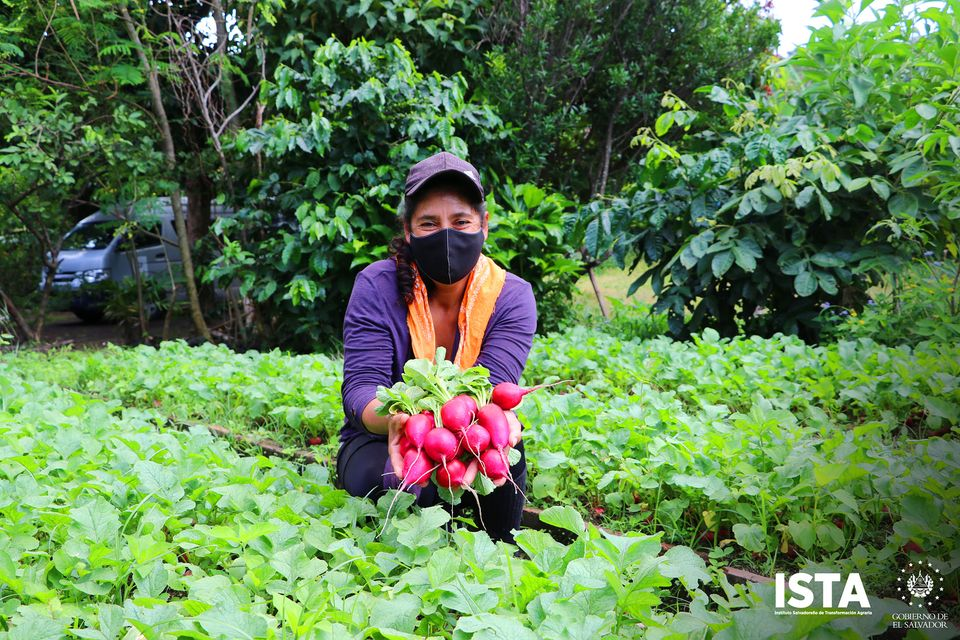 ISTA
Instituto Salvadoreño de Transformación Agraria
GOBIERNO DE
EL SALVADOR